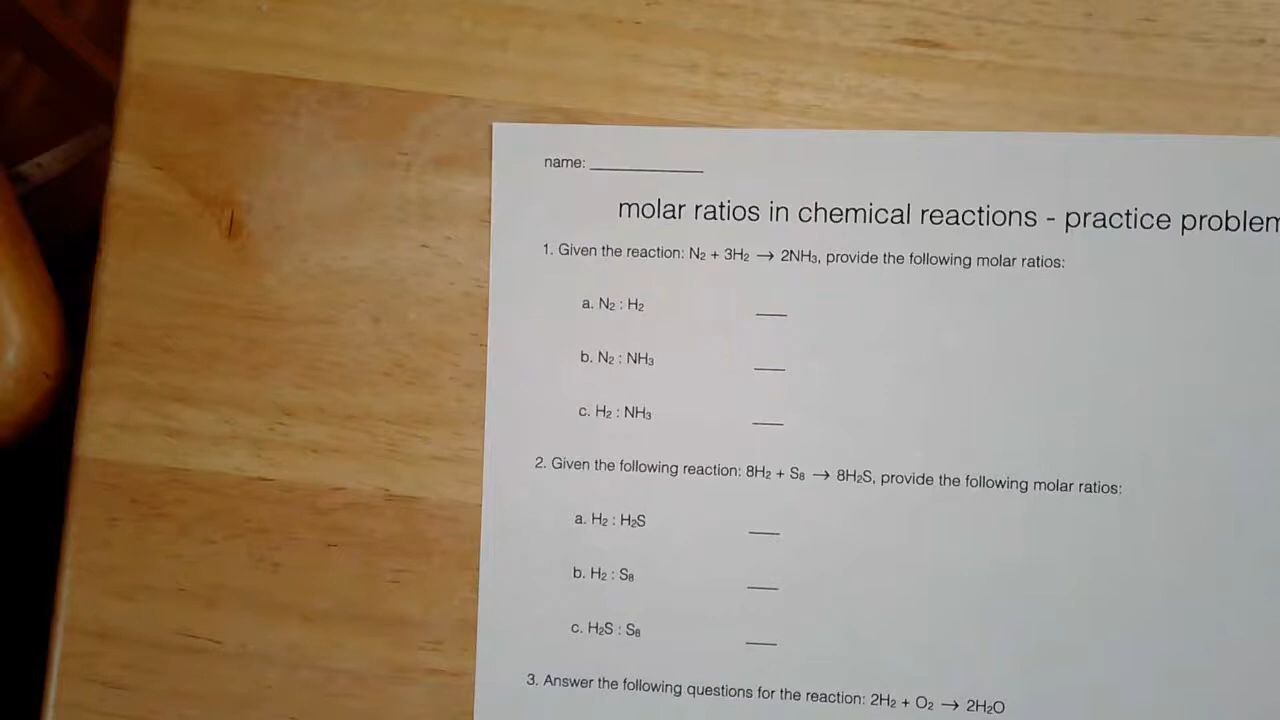 name: ___________
molar ratios in chemical reactions - practice
1. Given the reaction: N₂ + 3H₂ → 2NH₃, provide the following molar ratios:
a. N₂ : H₂ ___
b. N₂ : NH₃ ___
c. H₂ : NH₃ ___
2. Given the following reaction: 8H₂ + S₈ → 8H₂S, provide the following molar ratios:
a. H₂ : H₂S ___
b. H₂ : S₈ ___
c. H₂S : S₈ ___
3. Answer the following questions for the reaction: 2H₂ + O₂ → 2H₂O